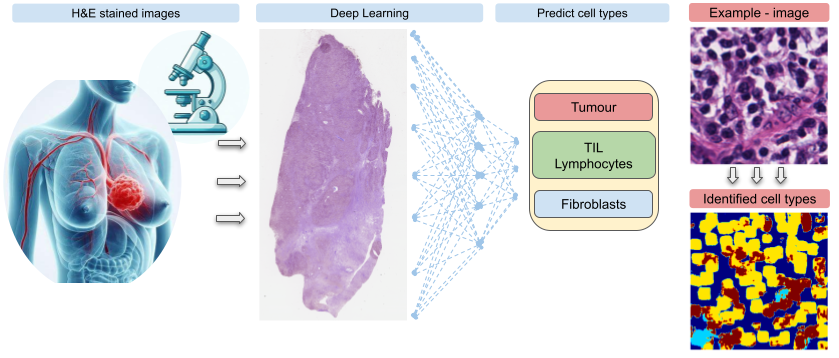 H&E stained images
Deep Learning
Predict cell types
Example - image
Tumour
TIL
Lymphocytes
Fibroblasts
Identified cell types